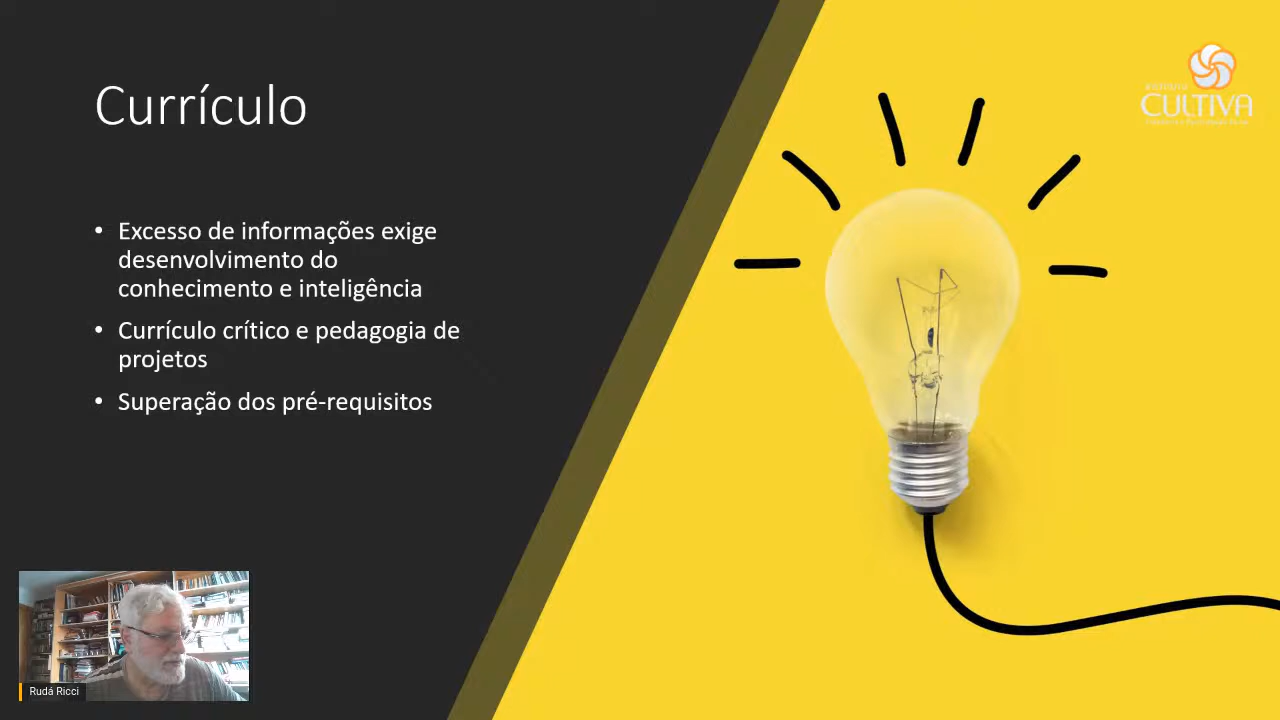 Currículo
• Excesso de informações exige
desenvolvimento do
conhecimento e inteligência
• Currículo crítico e pedagogia de
projetos
• Superação dos pré-requisitos
CULTIVA
Rudá Ricci